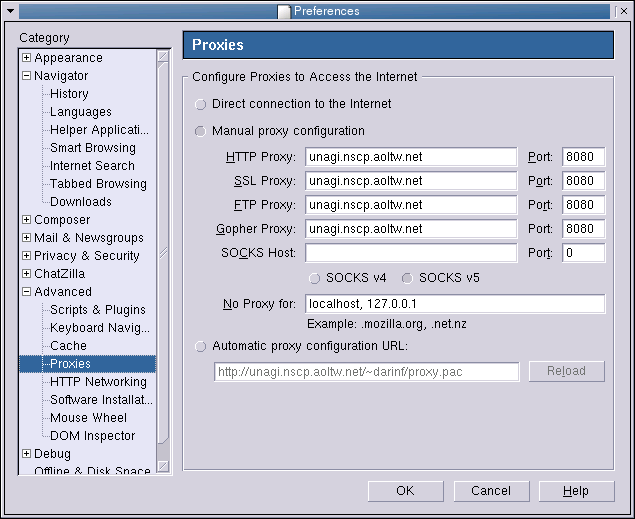 Preferences
Category
Appearance
Navigator
History
Languages
Helper Applicati...
Smart Browsing
Internet Search
Tabbed Browsing
Downloads
Composer
Mail & Newsgroups
Privacy & Security
ChatZilla
Advanced
Scripts & Plugins
Keyboard Navig...
Cache
Proxies
HTTP Networking
Software Installat...
Mouse Wheel
DOM Inspector
Debug
Offline & Disk Space
Proxies
Configure Proxies to Access the Internet
Direct connection to the Internet
Manual proxy configuration
HTTP Proxy: unagi.nscp.aoltw.net Port: 8080
SSL Proxy: unagi.nscp.aoltw.net Port: 8080
FTP Proxy: unagi.nscp.aoltw.net Port: 8080
Gopher Proxy: unagi.nscp.aoltw.net Port: 8080
SOCKS Host: Port: 0
SOCKS v4 SOCKS v5
No Proxy for: localhost, 127.0.0.1
Example: .mozilla.org, .net.nz
Automatic proxy configuration URL:
http://unagi.nscp.aoltw.net/~darinf/proxy.pac Reload
OK Cancel Help